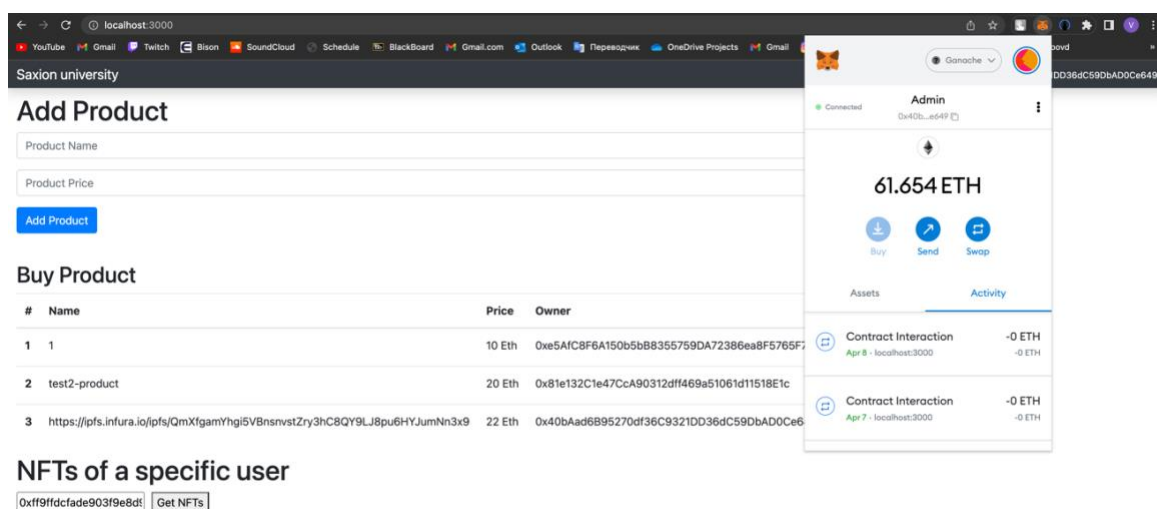 localhost:3000
YouTube Gmail Twitch Bison SoundCloud Schedule BlackBoard Gmail.com Outlook Переводчик OneDrive Projects Gmail
Saxion university
Add Product
Product Name
Product Price
Add Product
Buy Product
# Name Price Owner
1 1 10 Eth 0xe5AfC8F6A150b5bB8355759DA72386ea8F5765F7
2 test2-product 20 Eth 0x81e132C1e47CcA90312dff469a51061d11518E1c
3 https://ipfs.infura.io/ipfs/QmXfgamYhgi5VBnsnvstZry3hC8QY9LJ8pu6HYJumNn3x9 22 Eth 0x40bAad6B95270df36C9321DD36dC59DbAD0Ce6
NFTs of a specific user
0xff9ffdcfade903f9e8d9 Get NFTs
Ganache
DD36dC59DbAD0Ce649
Connected
Admin
0x40b...e649
61.654 ETH
Buy Send Swap
Assets Activity
Contract Interaction -0 ETH
Apr 8 · localhost:3000 -0 ETH
Contract Interaction -0 ETH
Apr 7 · localhost:3000 -0 ETH